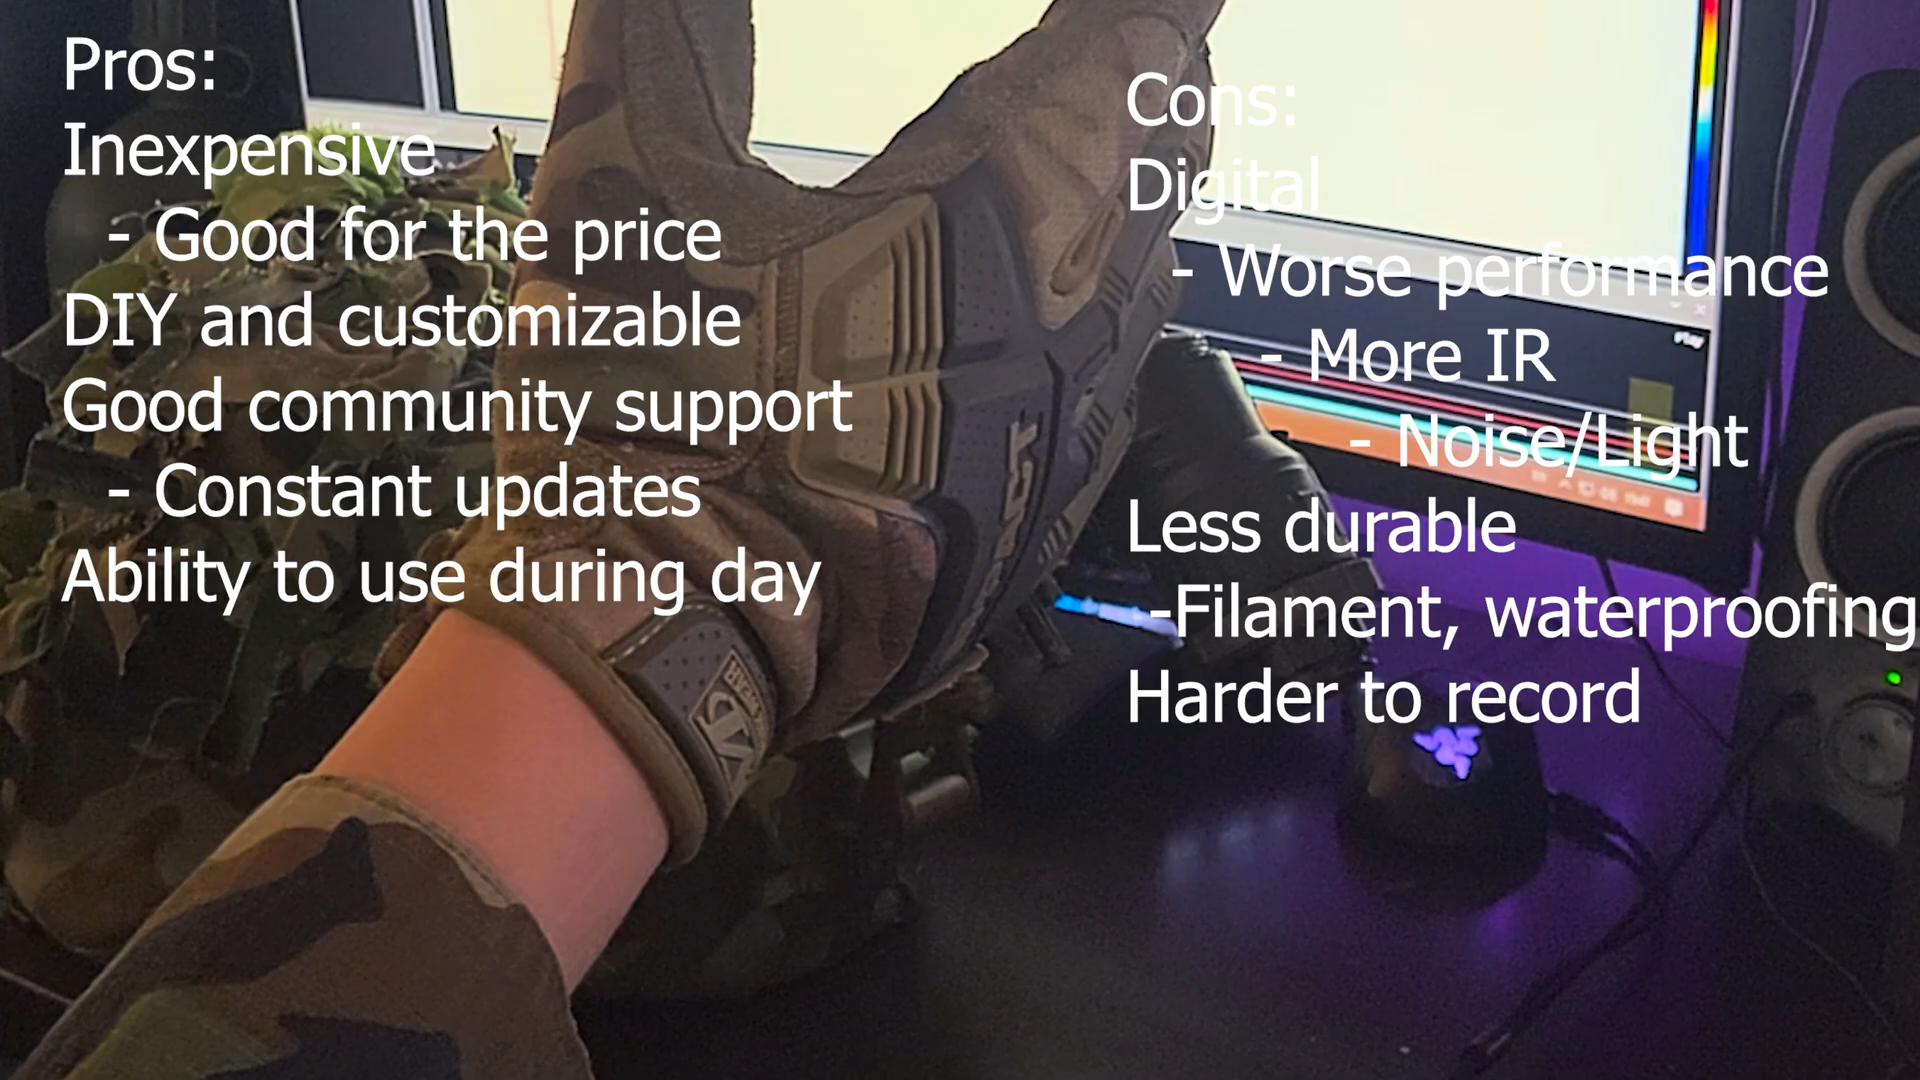 Pros:
Inexpensive
- Good for the price
DIY and customizable
Good community support
- Constant updates
Ability to use during day
Cons:
Digital
- Worse performance
- More IR
- Noise/Light
Less durable
-Filament, waterproofing
Harder to record